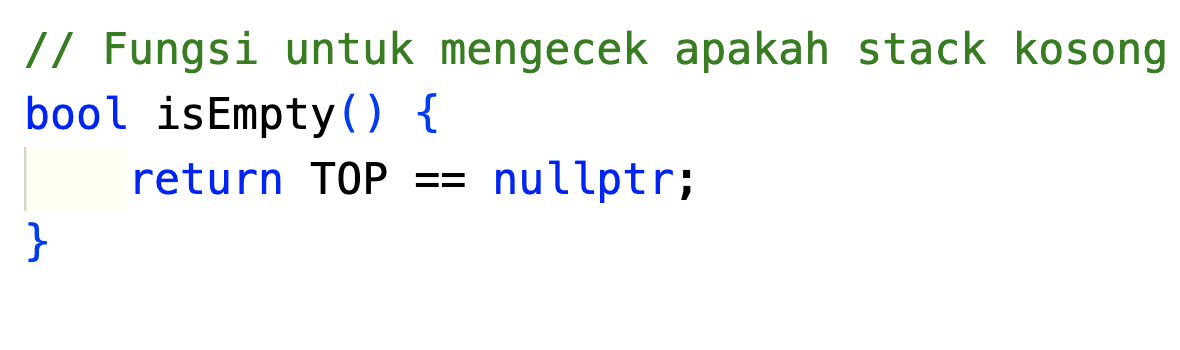 // Fungsi untuk mengecek apakah stack kosong
bool isEmpty() {
    return TOP == nullptr;
}